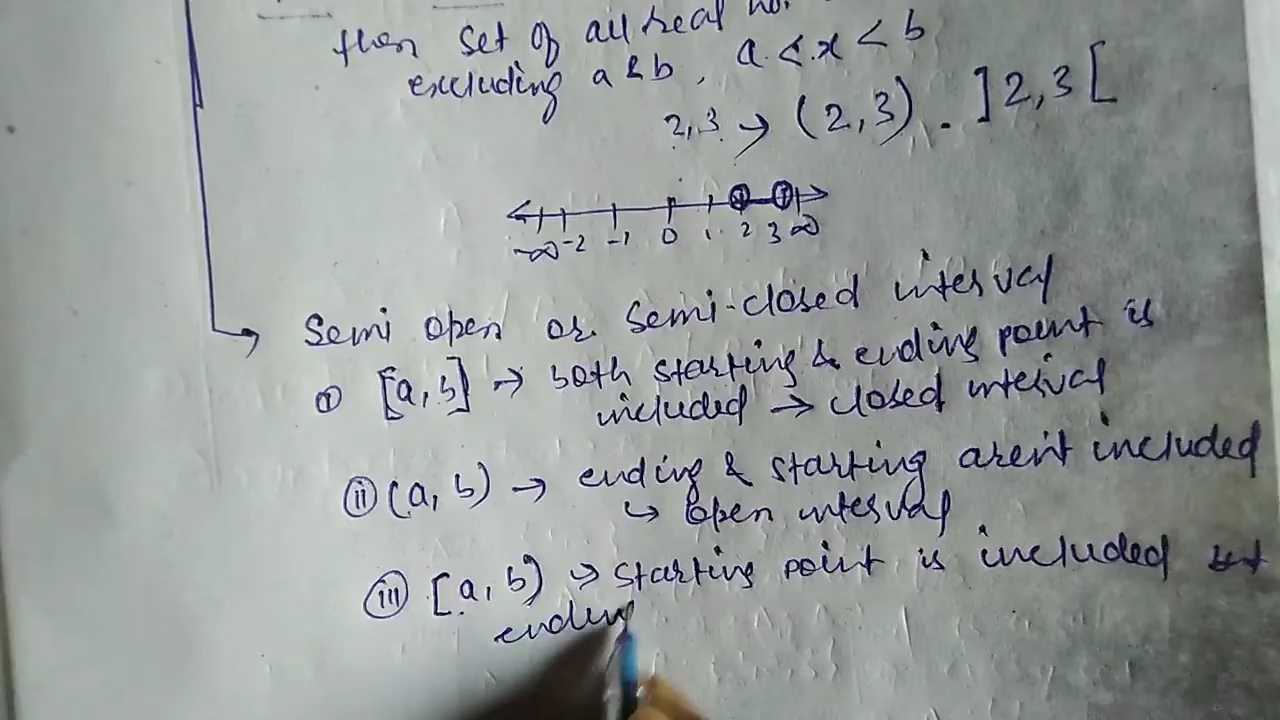 then set of all real no.
excluding a & b, a < x < b
2,3 → (2,3) . ]2,3[
-∞ -2 -1 0 1 2 3 ∞
Semi open or semi-closed interval
① [a,b] → both starting & ending point is
included → closed interval
ⓘⓘ (a, b) → ending & starting aren't included
↳ open interval
ⓘⓘⓘ [a, b) → starting point is included but
ending